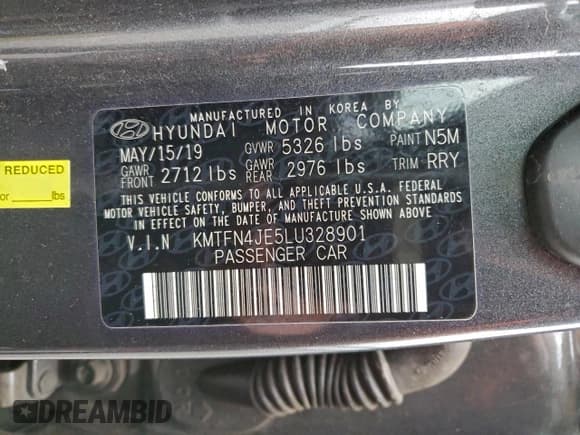 MANUFACTURED IN KOREA BY
HYUNDAI MOTOR COMPANY
MAY/15/19 GVWR 5326 lbs PAINT N5M
GAWR FRONT 2712 lbs GAWR REAR 2976 lbs TRIM RRY
THIS VEHICLE CONFORMS TO ALL APPLICABLE U.S.A. FEDERAL
MOTOR VEHICLE SAFETY, BUMPER, AND THEFT PREVENTION STANDARDS
IN EFFECT ON THE DATE OF MANUFACTURE SHOWN ABOVE
V.I.N KMTFN4JE5LU328901
PASSENGER CAR
REDUCED
or ____lbs
DREAMBID